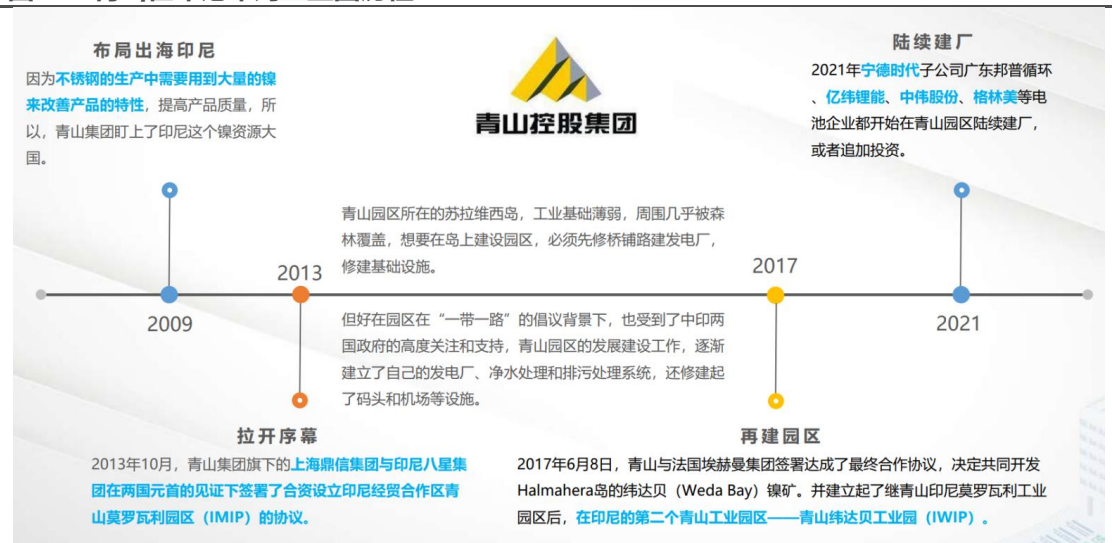 布局出海印尼
因为不锈钢的生产中需要用到大量的镍
来改善产品的特性，提高产品质量，所
以，青山集团盯上了印尼这个镍资源大
国。
青山控股集团
陆续建厂
2021年宁德时代子公司广东邦普循环
、亿纬锂能、中伟股份、格林美等电
池企业都开始在青山园区陆续建厂，
或者追加投资。
青山园区所在的苏拉维西岛，工业基础薄弱，周围几乎被森
林覆盖，想要在岛上建设园区，必须先修桥铺路建发电厂，
修建基础设施。
2013
2017
2009
2021
但好在园区在“一带一路”的倡议背景下，也受到了中印两
国政府的高度关注和支持，青山园区的发展建设工作，逐渐
建立了自己的发电厂、净水处理和排污处理系统，还修建起
了码头和机场等设施。
拉开序幕
2013年10月，青山集团旗下的上海鼎信集团与印尼八星集
团在两国元首的见证下签署了合资设立印尼经贸合作区青
山莫罗瓦利园区（IMIP）的协议。
再建园区
2017年6月8日，青山与法国埃赫曼集团签署达成了最终合作协议，决定共同开发
Halmahera岛的纬达贝（Weda Bay）镍矿。并建立起了继青山印尼莫罗瓦利工业
园区后，在印尼的第二个青山工业园区——青山纬达贝工业园（IWIP）。